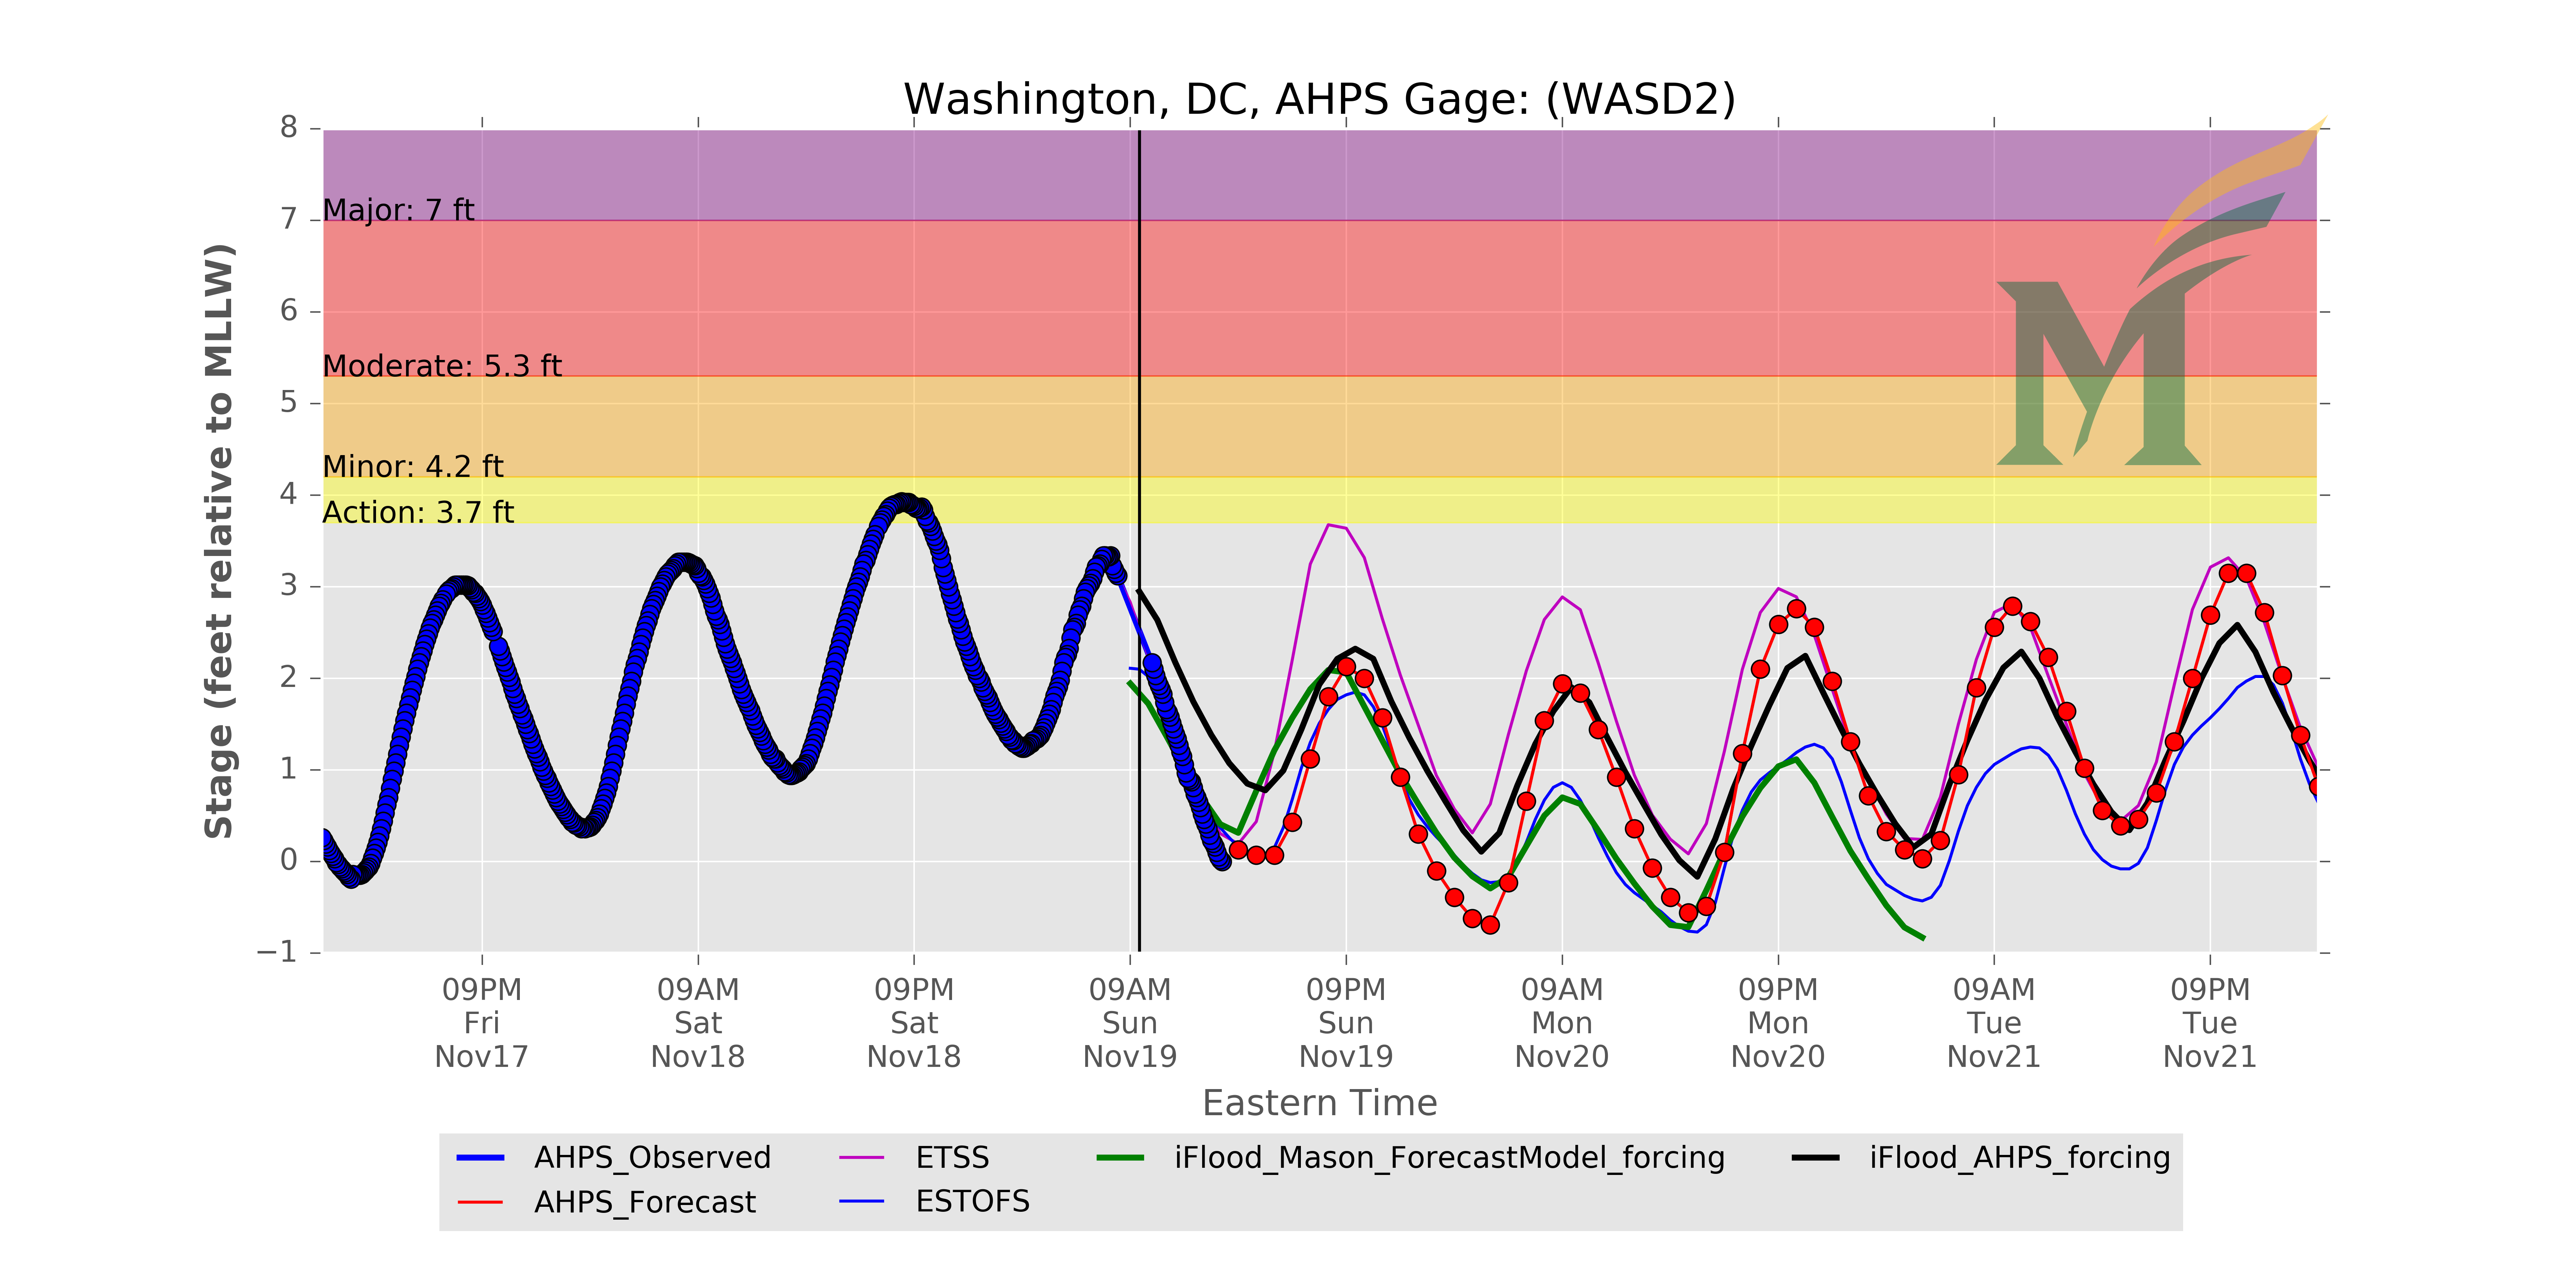 Washington, DC, AHPS Gage: (WASD2)
8
7
6
5
4
3
2
1
0
−1
Stage (feet relative to MLLW)
Major: 7 ft
Moderate: 5.3 ft
Minor: 4.2 ft
Action: 3.7 ft
M
09PM 09AM 09PM 09AM 09PM 09AM 09PM 09AM 09PM
Fri Sat Sat Sun Sun Mon Mon Tue Tue
Nov17 Nov18 Nov18 Nov19 Nov19 Nov20 Nov20 Nov21 Nov21
Eastern Time
AHPS_Observed ETSS iFlood_Mason_ForecastModel_forcing iFlood_AHPS_forcing
AHPS_Forecast ESTOFS